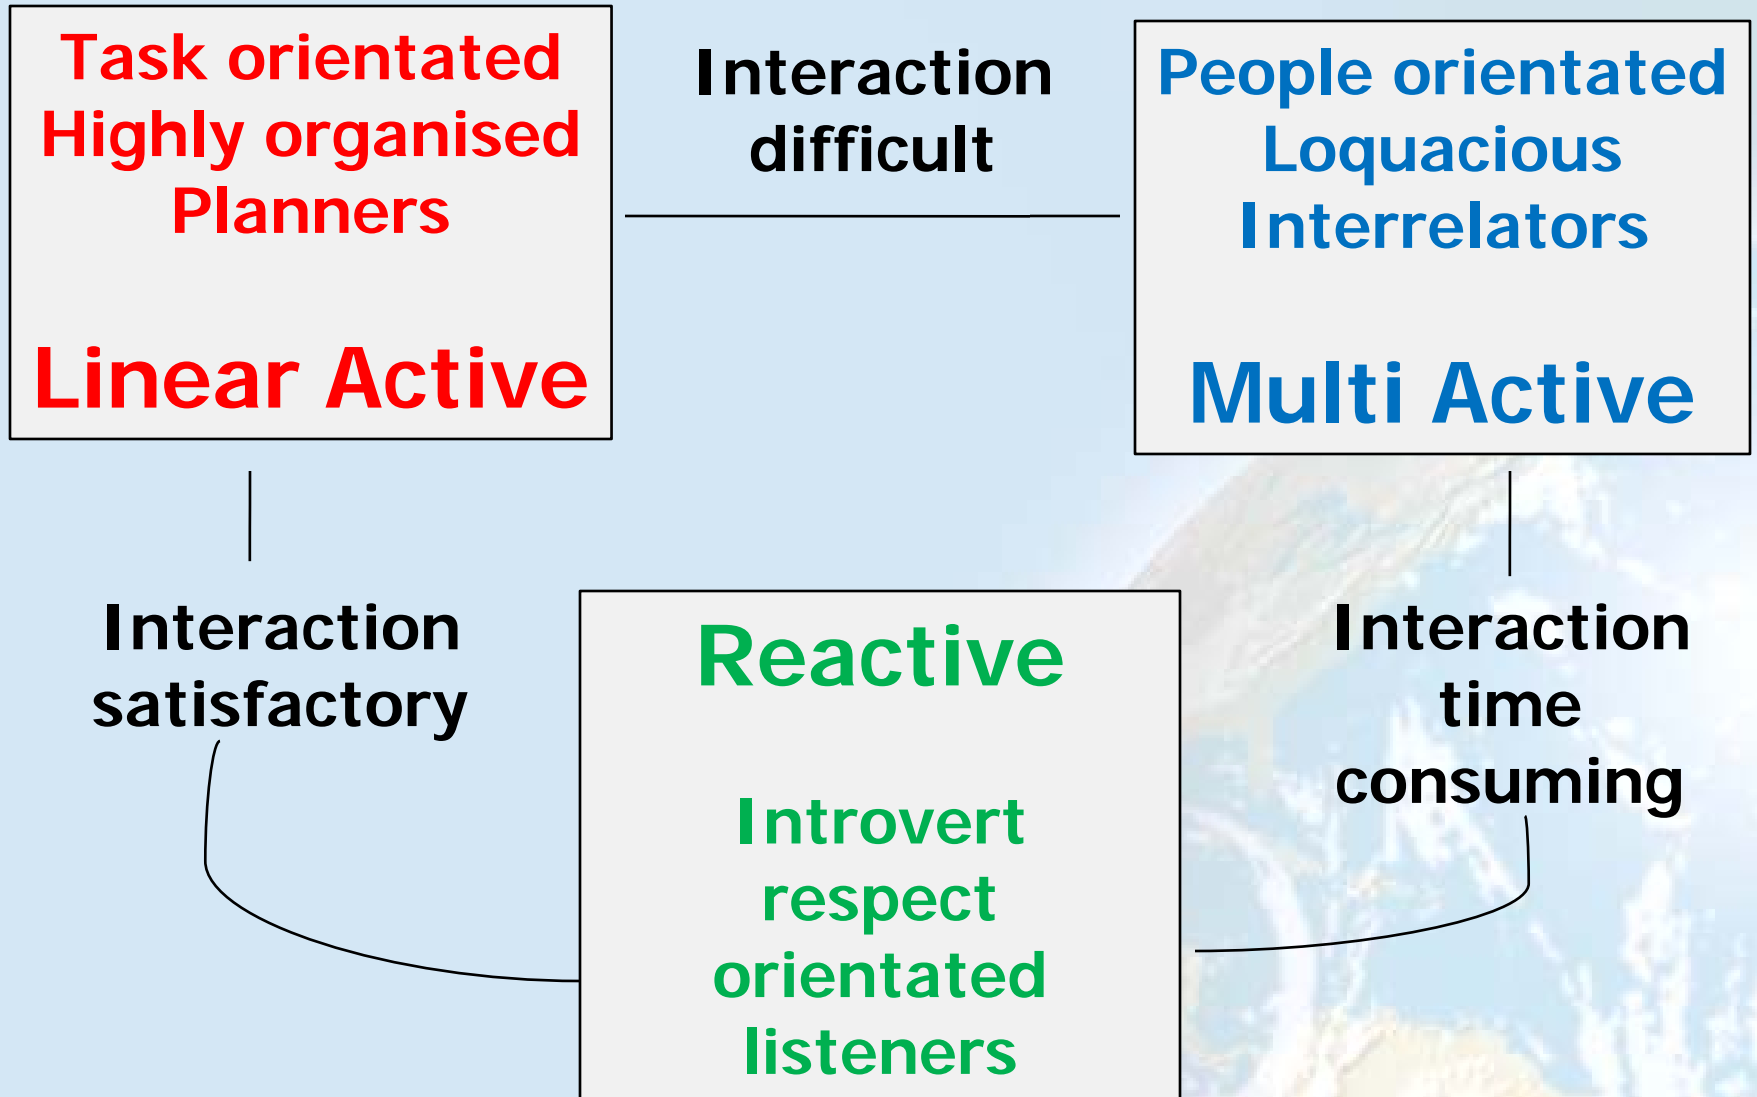 Task orientated
Highly organised
Planners
Linear Active
Interaction
difficult
People orientated
Loquacious
Interrelators
Multi Active
Interaction
satisfactory
Reactive
Introvert
respect
orientated
listeners
Interaction
time
consuming